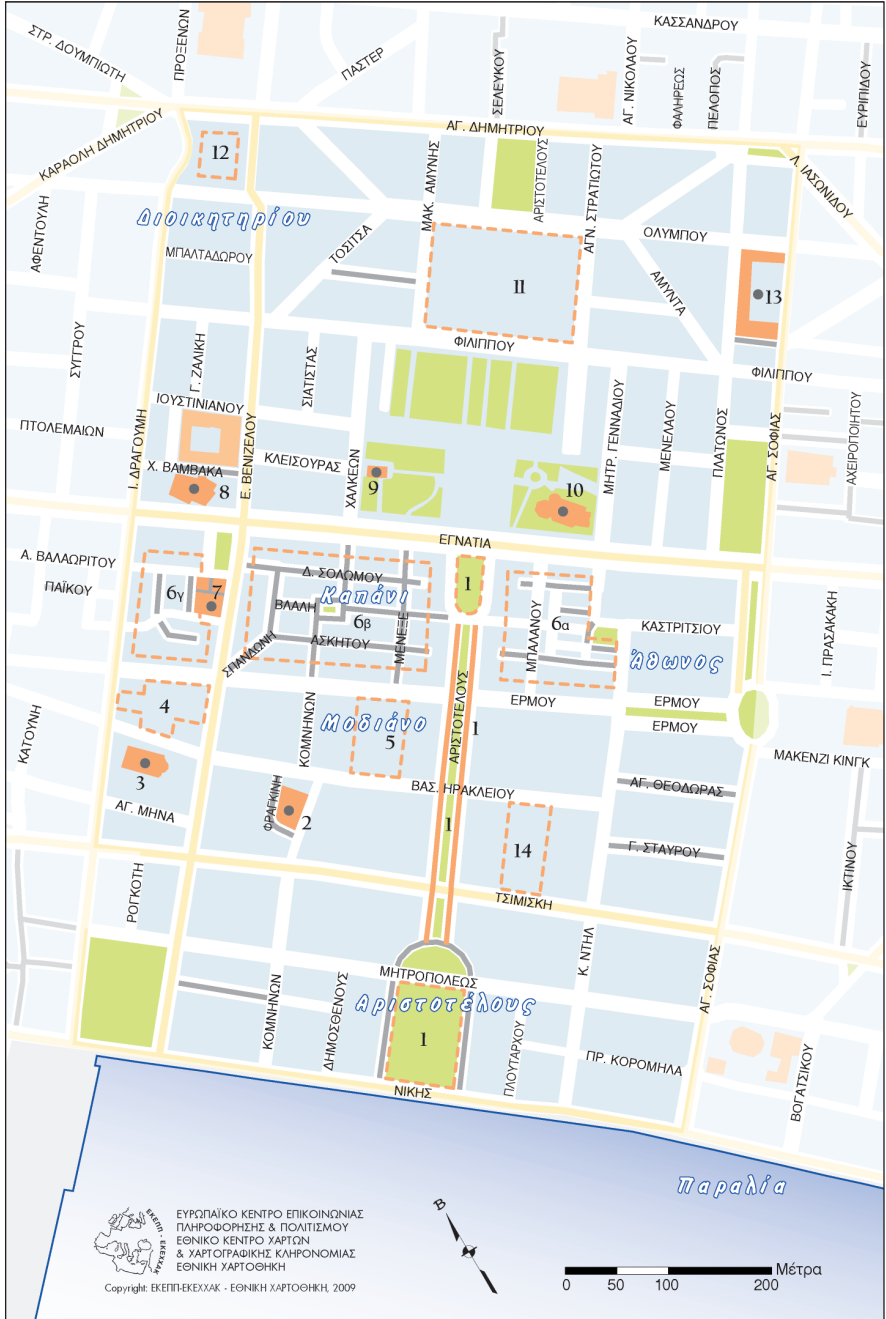 ΚΑΣΣΑΝΔΡΟΥ
ΣΤΡ. ΔΟΥΜΠΙΩΤΗ
ΠΡΟΞΕΝΩΝ
ΠΑΣΤΕΡ
ΣΕΛΕΥΚΟΥ
ΑΓ. ΝΙΚΟΛΑΟΥ
ΦΑΛΗΡΕΩΣ
ΠΕΛΟΠΟΣ
ΕΥΡΙΠΙΔΟΥ
ΚΑΡΑΟΛΗ ΔΗΜΗΤΡΙΟΥ
ΑΓ. ΔΗΜΗΤΡΙΟΥ
Λ. ΙΑΣΩΝΙΔΟΥ
12
ΜΑΚ. ΑΜΥΝΗΣ
ΑΡΙΣΤΟΤΕΛΟΥΣ
ΑΓΝ. ΣΤΡΑΤΙΩΤΟΥ
Διοικητηρίου
ΑΦΕΝΤΟΥΛΗ
ΜΠΑΛΤΑΔΩΡΟΥ
ΤΟΣΙΤΣΑ
ΟΛΥΜΠΟΥ
ΑΜΥΝΤΑ
11
13
ΣΥΓΓΡΟΥ
ΦΙΛΙΠΠΟΥ
ΦΙΛΙΠΠΟΥ
Γ. ΖΑΛΙΚΗ
ΣΙΑΤΙΣΤΑΣ
ΙΟΥΣΤΙΝΙΑΝΟΥ
ΠΤΟΛΕΜΑΙΩΝ
Ι. ΔΡΑΓΟΥΜΗ
Ε. ΒΕΝΙΖΕΛΟΥ
ΚΛΕΙΣΟΥΡΑΣ
ΧΑΛΚΕΩΝ
ΜΗΤΡ. ΓΕΝΝΑΔΙΟΥ
ΜΕΝΕΛΑΟΥ
ΠΛΑΤΩΝΟΣ
ΑΓ. ΣΟΦΙΑΣ
ΑΧΕΙΡΟΠΟΙΗΤΟΥ
Χ. ΒΑΜΒΑΚΑ
8
9
10
ΕΓΝΑΤΙΑ
Α. ΒΑΛΑΩΡΙΤΟΥ
ΠΑΪΚΟΥ
6γ
7
Δ. ΣΟΛΩΜΟΥ
Καπάνι
ΒΛΑΛΗ
6β
ΑΣΚΗΤΟΥ
ΜΕΝΕΞΕ
ΣΠΑΝΔΩΝΗ
1
ΜΠΑΛΑΝΟΥ
6α
ΚΑΣΤΡΙΤΣΙΟΥ
Άθωνος
Ι. ΠΡΑΣΑΚΑΚΗ
ΕΡΜΟΥ
ΕΡΜΟΥ
ΕΡΜΟΥ
4
ΚΑΤΟΥΝΗ
ΚΟΜΝΗΝΩΝ
Μοδιάνο
5
ΑΡΙΣΤΟΤΕΛΟΥΣ
1
ΜΑΚΕΝΖΙ ΚΙΝΓΚ
3
ΑΓ. ΜΗΝΑ
ΦΡΑΓΚΙΝΗ
2
ΒΑΣ. ΗΡΑΚΛΕΙΟΥ
1
ΑΓ. ΘΕΟΔΩΡΑΣ
14
Γ. ΣΤΑΥΡΟΥ
ΙΚΤΙΝΟΥ
ΤΣΙΜΙΣΚΗ
ΡΟΓΚΟΤΗ
Κ. ΝΤΗΛ
ΑΓ. ΣΟΦΙΑΣ
ΜΗΤΡΟΠΟΛΕΩΣ
ΚΟΜΝΗΝΩΝ
ΔΗΜΟΣΘΕΝΟΥΣ
Αριστοτέλους
1
ΠΛΟΥΤΑΡΧΟΥ
ΠΡ. ΚΟΡΟΜΗΛΑ
ΒΟΓΑΤΣΙΚΟΥ
ΝΙΚΗΣ
Παραλία
ΕΚΕΠΠ - ΕΚΕΧΧΑΚ
ΕΥΡΩΠΑΪΚΟ ΚΕΝΤΡΟ ΕΠΙΚΟΙΝΩΝΙΑΣ
ΠΛΗΡΟΦΟΡΗΣΗΣ & ΠΟΛΙΤΙΣΜΟΥ
ΕΘΝΙΚΟ ΚΕΝΤΡΟ ΧΑΡΤΩΝ
& ΧΑΡΤΟΓΡΑΦΙΚΗΣ ΚΛΗΡΟΝΟΜΙΑΣ
ΕΘΝΙΚΗ ΧΑΡΤΟΘΗΚΗ
Copyright: ΕΚΕΠΠ-ΕΚΕΧΧΑΚ - ΕΘΝΙΚΗ ΧΑΡΤΟΘΗΚΗ, 2009
Β
0 50 100 200 Μέτρα